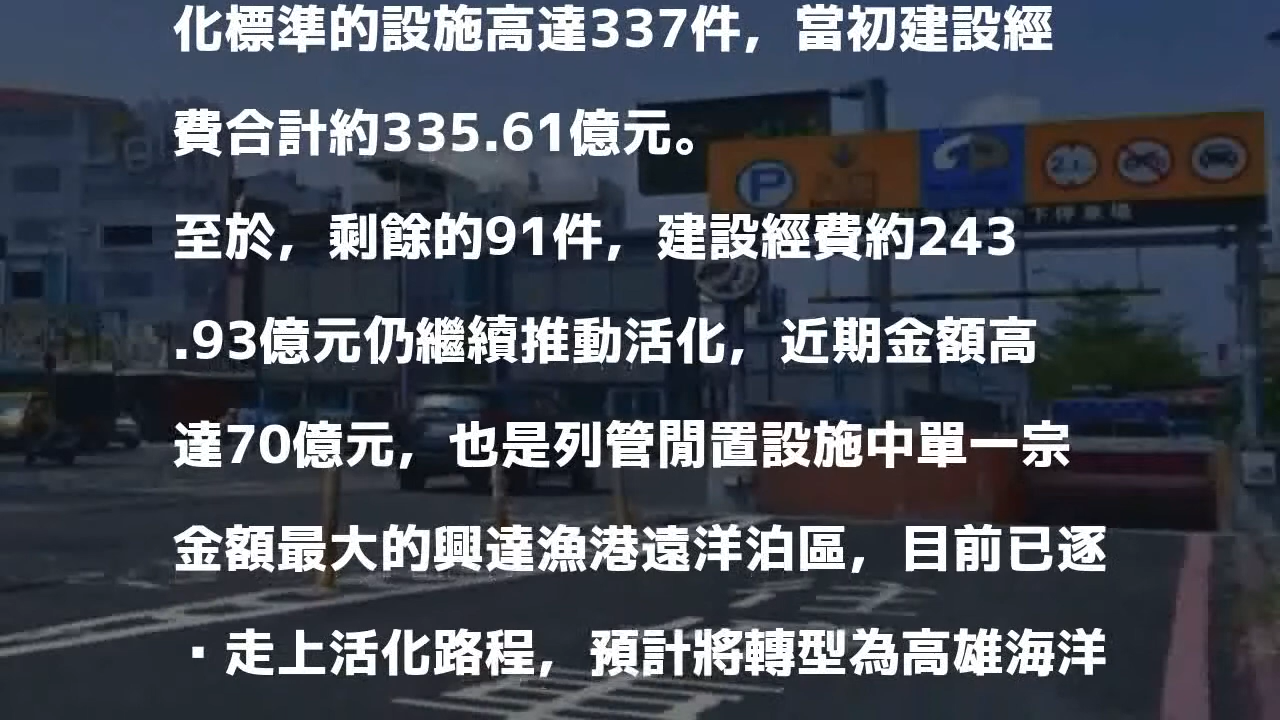 化標準的設施高達337件，當初建設經
費合計約335.61億元。
至於，剩餘的91件，建設經費約243
.93億元仍繼續推動活化，近期金額高
達70億元，也是列管閒置設施中單一宗
金額最大的興達漁港遠洋泊區，目前已逐
·走上活化路程，預計將轉型為高雄海洋
P
下停車場